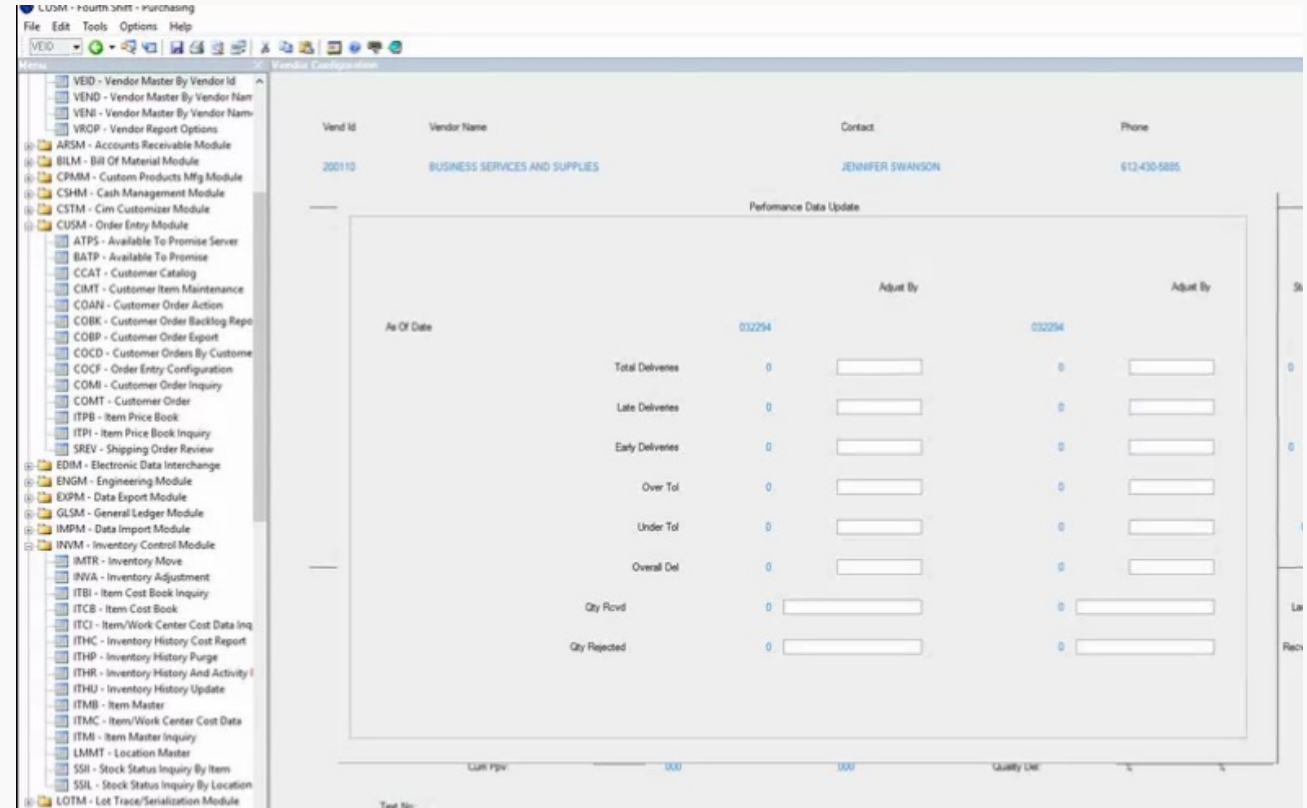 CUSM - Fourth Shift - Purchasing
File Edit Tools Options Help
VEID
Menu
Vendor Configuration
VEID - Vendor Master By Vendor Id
VEND - Vendor Master By Vendor Nam
VENI - Vendor Master By Vendor Nam
VROP - Vendor Report Options
ARSM - Accounts Receivable Module
BILM - Bill Of Material Module
CPMM - Custom Products Mfg Module
CSHM - Cash Management Module
CSTM - Cim Customizer Module
CUSM - Order Entry Module
ATPS - Available To Promise Server
BATP - Available To Promise
CCAT - Customer Catalog
CIMT - Customer Item Maintenance
COAN - Customer Order Action
COBK - Customer Order Backlog Repo
COBP - Customer Order Export
COCD - Customer Orders By Custome
COCF - Order Entry Configuration
COMI - Customer Order Inquiry
COMT - Customer Order
ITPB - Item Price Book
ITPI - Item Price Book Inquiry
SREV - Shipping Order Review
EDIM - Electronic Data Interchange
ENGM - Engineering Module
EXPM - Data Export Module
GLSM - General Ledger Module
IMPM - Data Import Module
INVM - Inventory Control Module
IMTR - Inventory Move
INVA - Inventory Adjustment
ITBI - Item Cost Book Inquiry
ITCB - Item Cost Book
ITCI - Item/Work Center Cost Data Inq
ITHC - Inventory History Cost Report
ITHP - Inventory History Purge
ITHR - Inventory History And Activity
ITHU - Inventory History Update
ITMB - Item Master
ITMC - Item/Work Center Cost Data
ITMI - Item Master Inquiry
LMMT - Location Master
SSII - Stock Status Inquiry By Item
SSIL - Stock Status Inquiry By Location
LOTM - Lot Trace/Serialization Module
Vend Id Vendor Name Contact Phone
200110 BUSINESS SERVICES AND SUPPLIES JENNIFER SWANSON 612-430-5885
Performance Data Update
Adjust By Adjust By St
As Of Date 032294 032294
Total Deliveries 0 0 0
Late Deliveries 0 0
Early Deliveries 0 0 0
Over Tol 0 0
Under Tol 0 0
Overall Del 0 0
Qty Rcvd 0 0 La
Qty Rejected 0 0 Recv
Cum Ppv: .000 .000 Quality Del: % %
Text No: